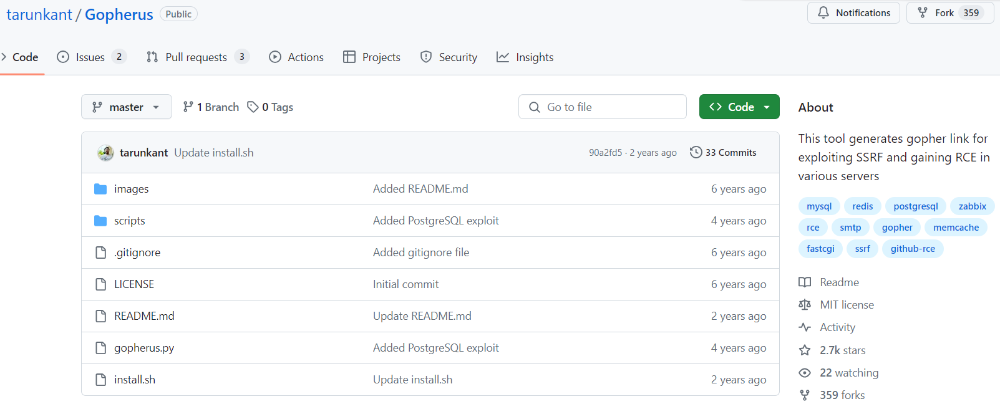 tarunkant / Gopherus Public
Notifications Fork 359
Code Issues 2 Pull requests 3 Actions Projects Security Insights
master 1 Branch 0 Tags Go to file Code
tarunkant Update install.sh 90a2fd5 · 2 years ago 33 Commits
images Added README.md 6 years ago
scripts Added PostgreSQL exploit 4 years ago
.gitignore Added gitignore file 6 years ago
LICENSE Initial commit 6 years ago
README.md Update README.md 2 years ago
gopherus.py Added PostgreSQL exploit 4 years ago
install.sh Update install.sh 2 years ago
About
This tool generates gopher link for
exploiting SSRF and gaining RCE in
various servers
mysql redis postgresql zabbix
rce smtp gopher memcache
fastcgi ssrf github-rce
Readme
MIT license
Activity
2.7k stars
22 watching
359 forks